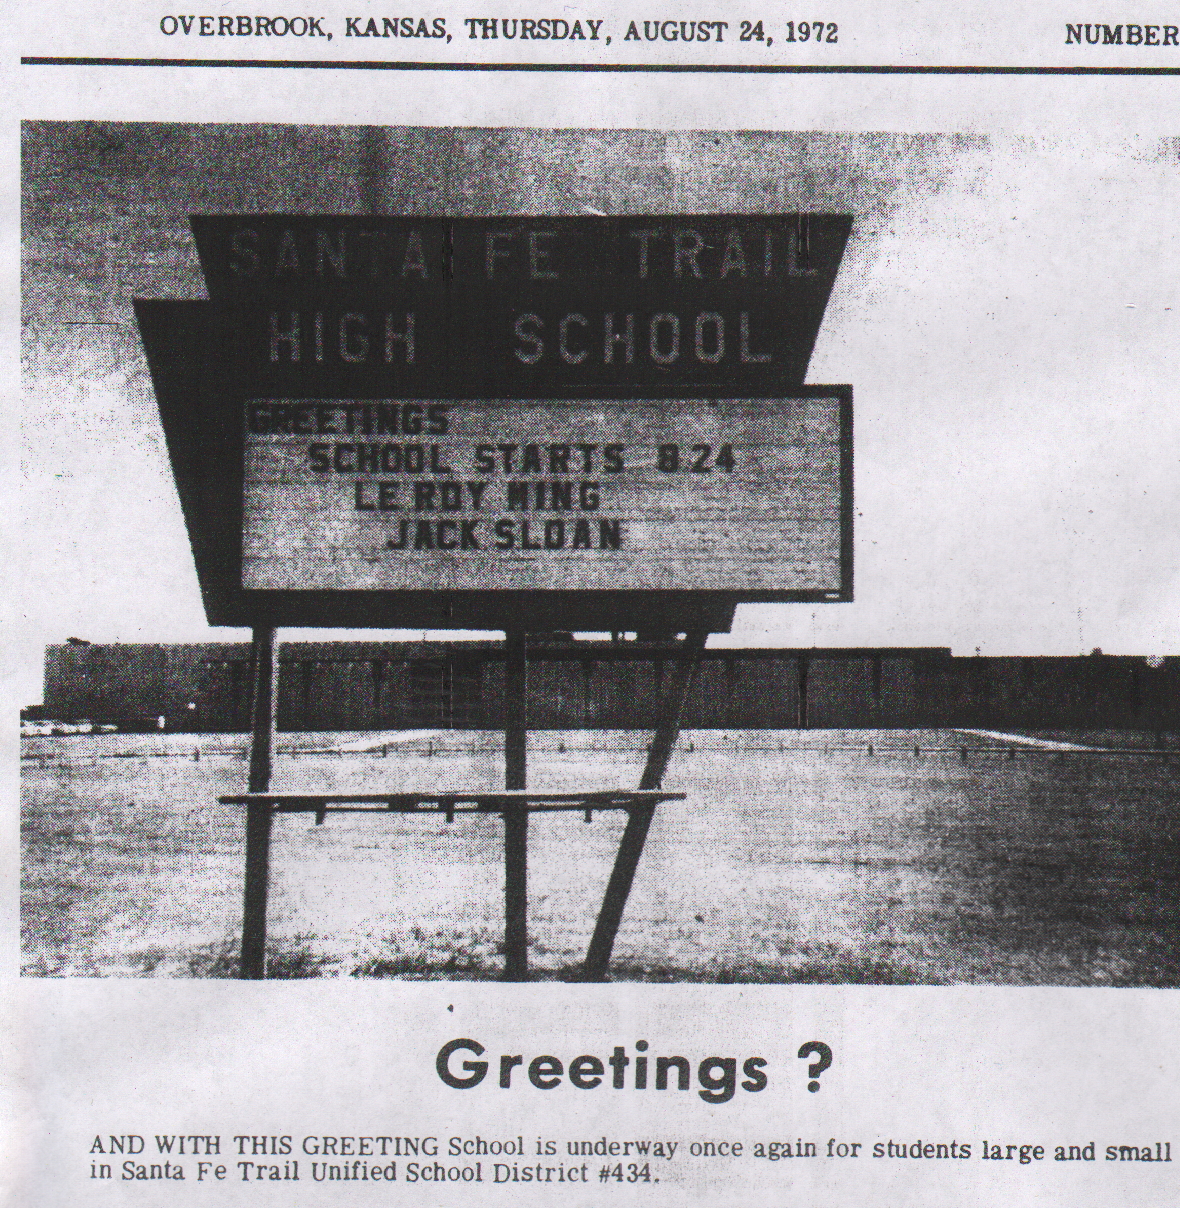 OVERBROOK, KANSAS, THURSDAY, AUGUST 24, 1972 NUMBER
SANTA FE TRAIL
HIGH SCHOOL
GREETINGS
SCHOOL STARTS 8 24
LE ROY MING
JACK SLOAN
Greetings ?
AND WITH THIS GREETING School is underway once again for students large and small
in Santa Fe Trail Unified School District #434.